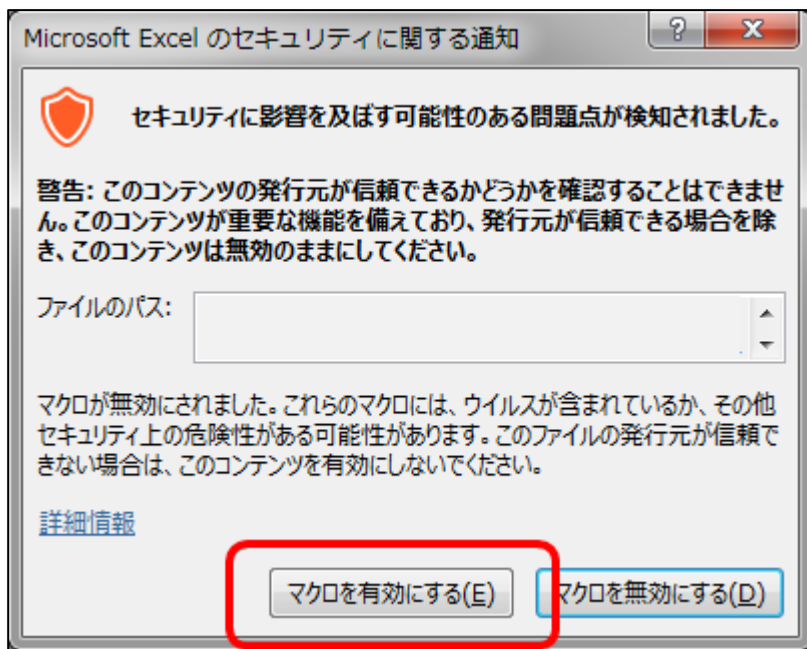 Microsoft Excel のセキュリティに関する通知
セキュリティに影響を及ぼす可能性のある問題点が検知されました。
警告: このコンテンツの発行元が信頼できるかどうかを確認することはできませ
ん。このコンテンツが重要な機能を備えており、発行元が信頼できる場合を除
き、このコンテンツは無効のままにしてください。
ファイルのパス:
マクロが無効にされました。これらのマクロには、ウイルスが含まれているか、その他
セキュリティ上の危険性がある可能性があります。このファイルの発行元が信頼で
きない場合は、このコンテンツを有効にしないでください。
詳細情報
マクロを有効にする(E) マクロを無効にする(D)